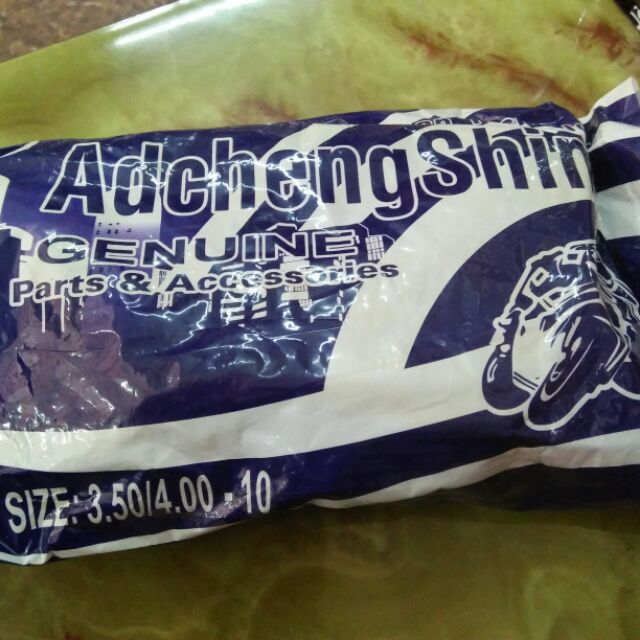 AdchengShin
GENUINE
Parts & Accessories
SIZE: 3.50/4.00 - 10